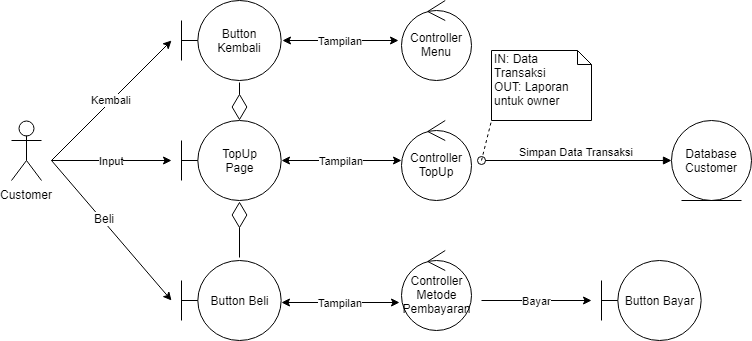 Button
Kembali
Tampilan
Controller
Menu
IN: Data
Transaksi
OUT: Laporan
untuk owner
Kembali
Customer
Input
TopUp
Page
Tampilan
Controller
TopUp
Simpan Data Transaksi
Database
Customer
Beli
Button Beli
Tampilan
Controller
Metode
Pembayaran
Bayar
Button Bayar